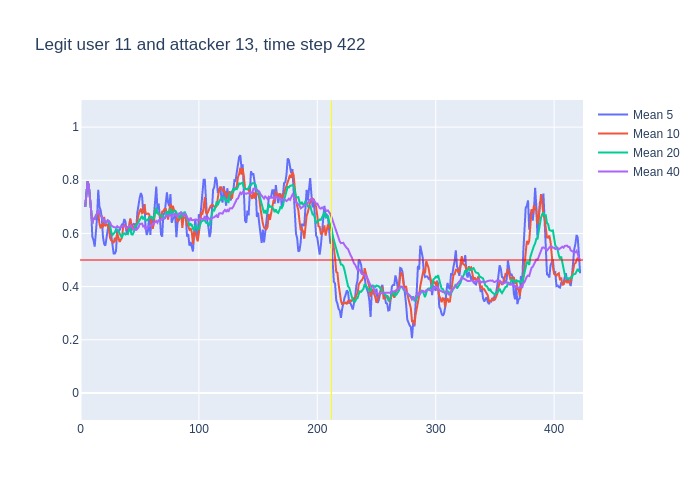 Legit user 11 and attacker 13, time step 422
Mean 5
Mean 10
Mean 20
Mean 40
1
0.8
0.6
0.4
0.2
0
0 100 200 300 400